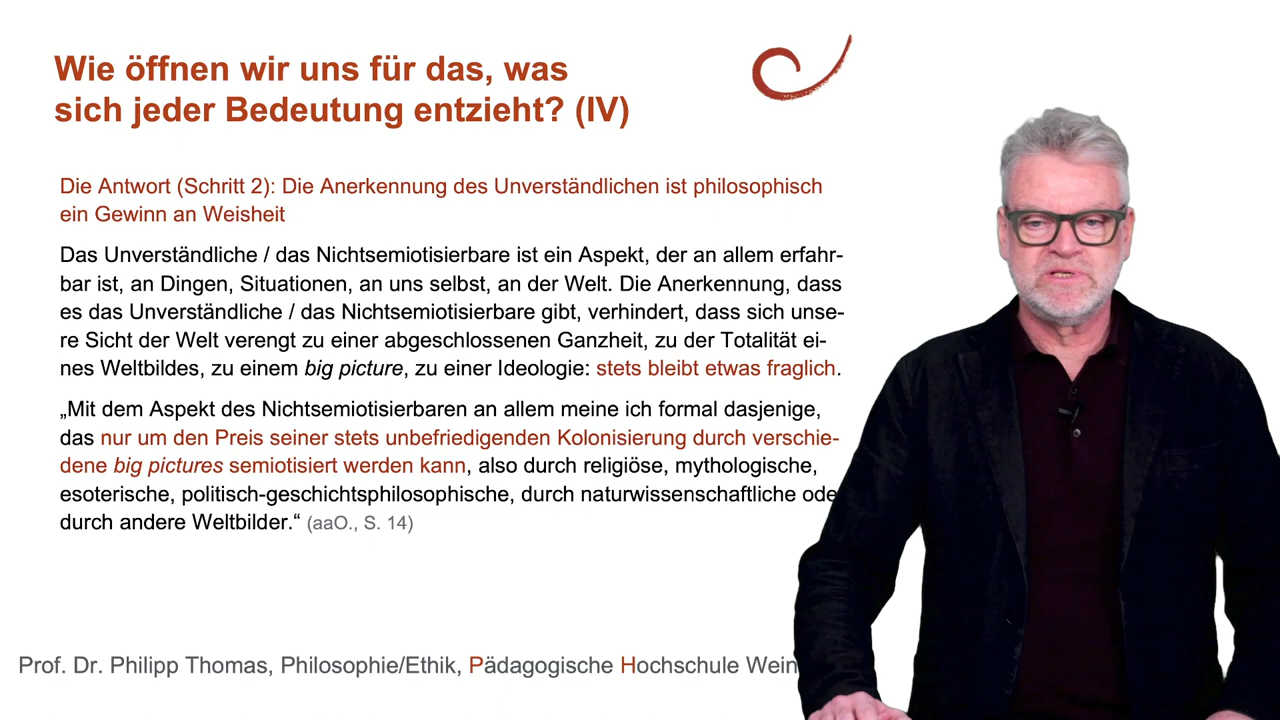 Wie öffnen wir uns für das, was
sich jeder Bedeutung entzieht? (IV)
Die Antwort (Schritt 2): Die Anerkennung des Unverständlichen ist philosophisch
ein Gewinn an Weisheit
Das Unverständliche / das Nichtsemiotisierbare ist ein Aspekt, der an allem erfahr-
bar ist, an Dingen, Situationen, an uns selbst, an der Welt. Die Anerkennung, dass
es das Unverständliche / das Nichtsemiotisierbare gibt, verhindert, dass sich unse-
re Sicht der Welt verengt zu einer abgeschlossenen Ganzheit, zu der Totalität ei-
nes Weltbildes, zu einem big picture, zu einer Ideologie: stets bleibt etwas fraglich.
„Mit dem Aspekt des Nichtsemiotisierbaren an allem meine ich formal dasjenige,
das nur um den Preis seiner stets unbefriedigenden Kolonisierung durch verschie-
dene big pictures semiotisiert werden kann, also durch religiöse, mythologische,
esoterische, politisch-geschichtsphilosophische, durch naturwissenschaftliche ode
durch andere Weltbilder.“ (aaO., S. 14)
Prof. Dr. Philipp Thomas, Philosophie/Ethik, Pädagogische Hochschule Wein